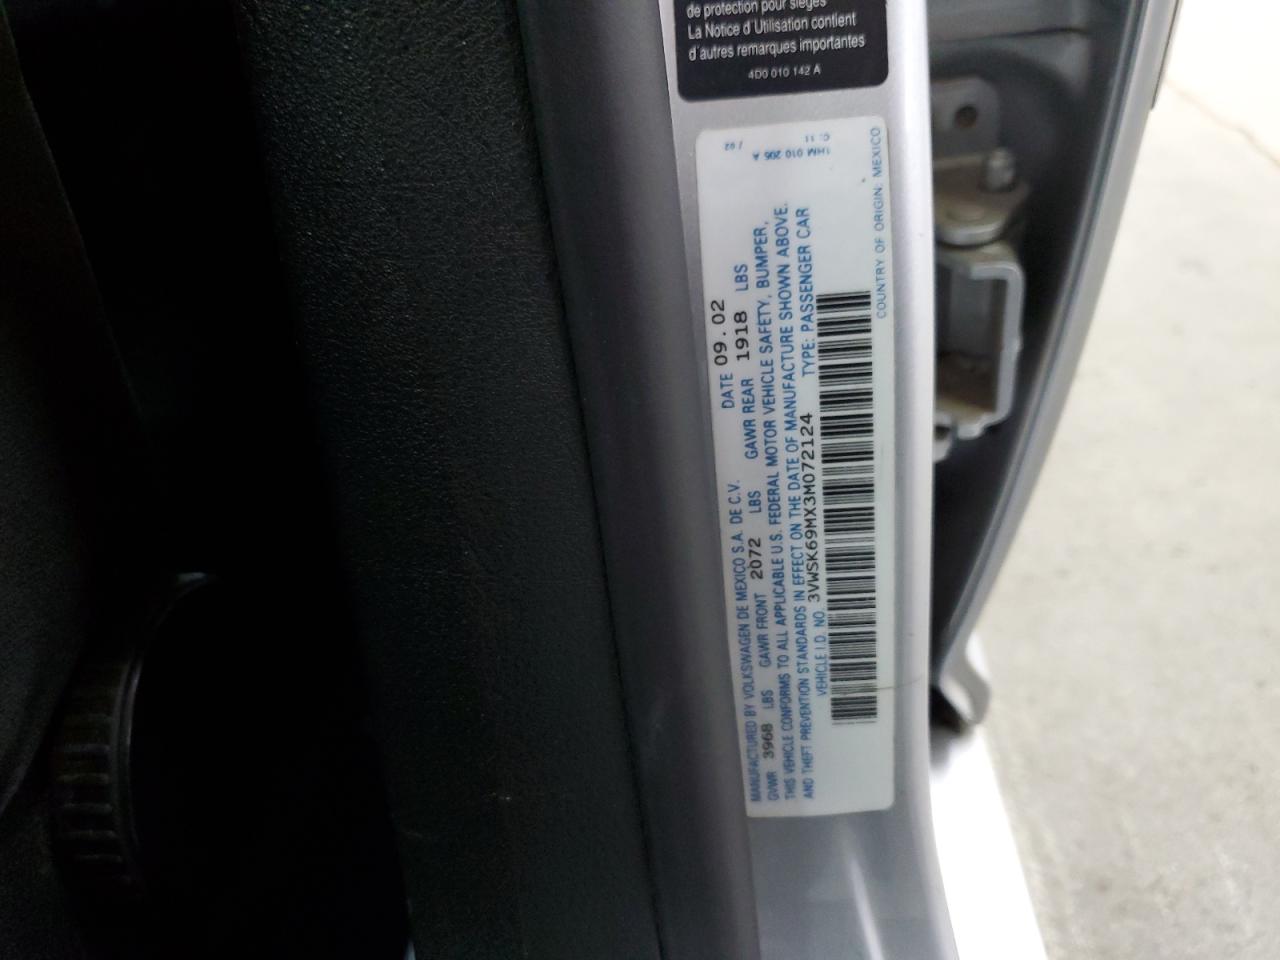 de protection pour sièges
La Notice d'Utilisation contient
d'autres remarques importantes
4D0 010 142 A
MANUFACTURED BY VOLKSWAGEN DE MEXICO S.A. DE C.V. DATE 09.02
GVWR 3968 LBS GAWR FRONT 2072 LBS GAWR REAR 1918 LBS
THIS VEHICLE CONFORMS TO ALL APPLICABLE U.S. FEDERAL MOTOR VEHICLE SAFETY, BUMPER,
AND THEFT PREVENTION STANDARDS IN EFFECT ON THE DATE OF MANUFACTURE SHOWN ABOVE.
VEHICLE I.D. NO. 3VWSK69MX3M072124 TYPE: PASSENGER CAR
COUNTRY OF ORIGIN: MEXICO
1HM 010 205 A